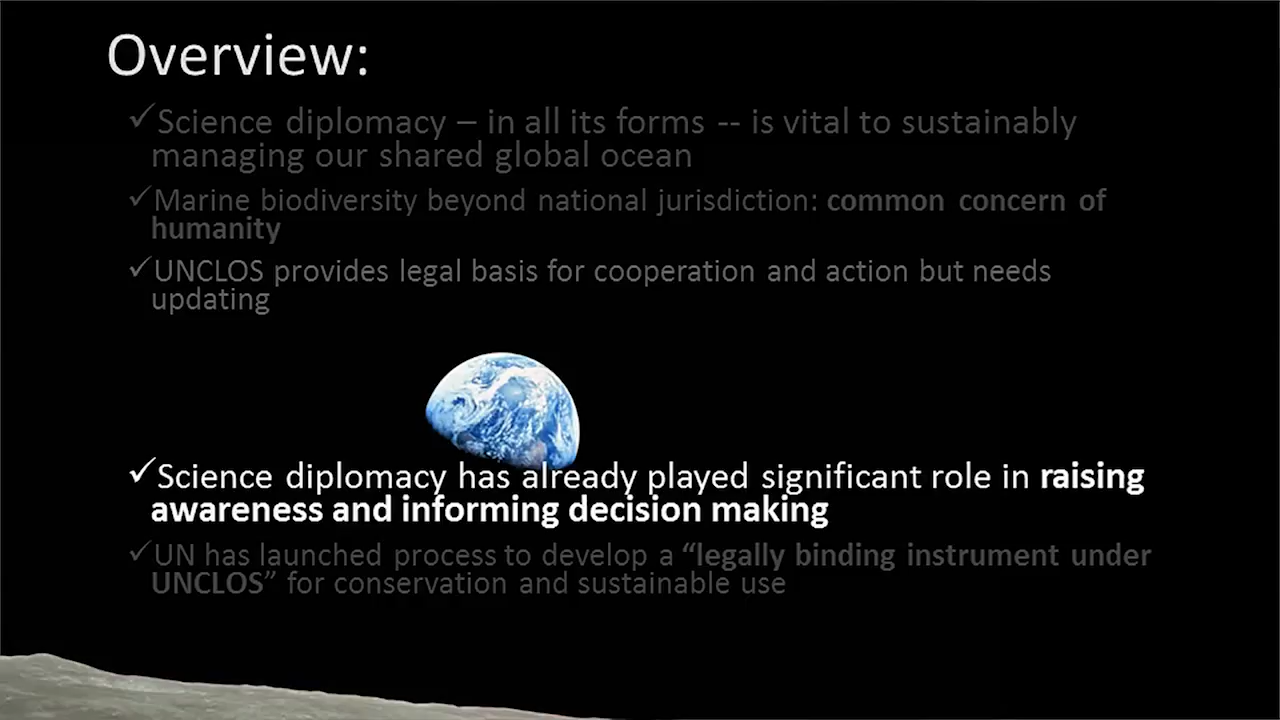 Overview:
✓Science diplomacy – in all its forms -- is vital to sustainably
managing our shared global ocean
✓Marine biodiversity beyond national jurisdiction: common concern of
humanity
✓UNCLOS provides legal basis for cooperation and action but needs
updating
✓Science diplomacy has already played significant role in raising
awareness and informing decision making
✓UN has launched process to develop a “legally binding instrument under
UNCLOS” for conservation and sustainable use